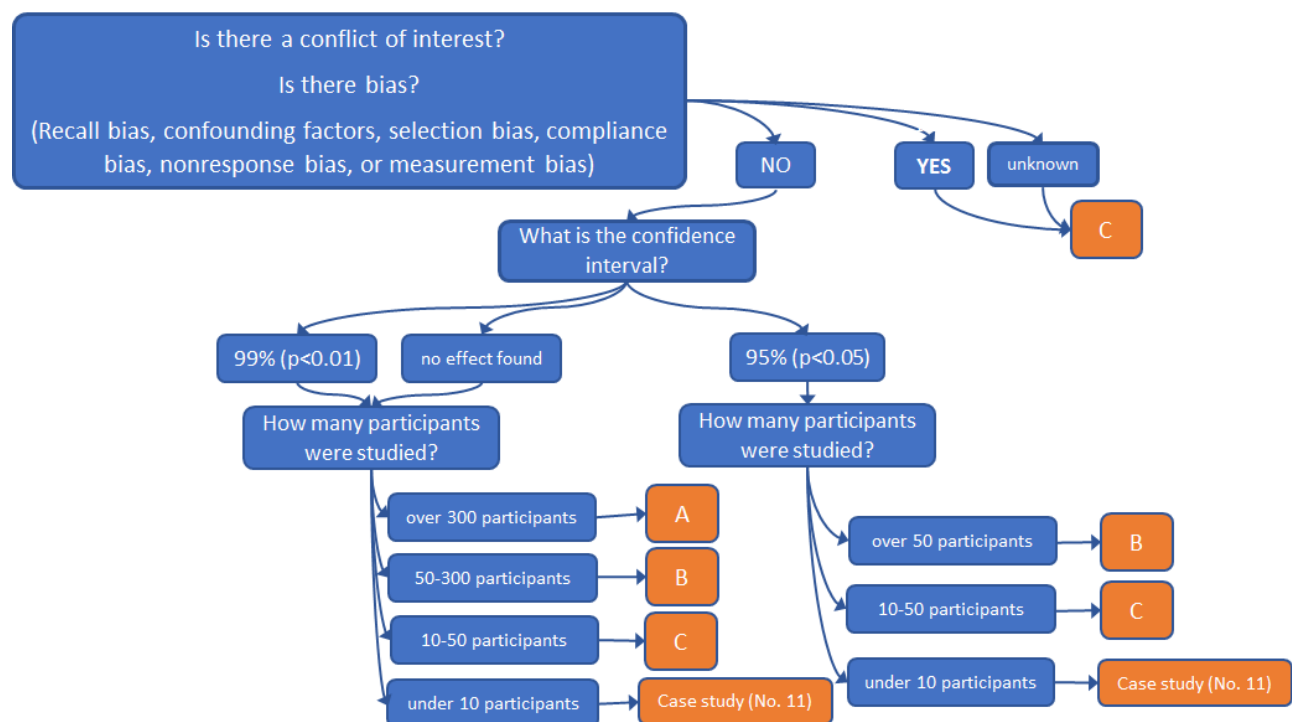 Is there a conflict of interest?
Is there bias?
(Recall bias, confounding factors, selection bias, compliance
bias, nonresponse bias, or measurement bias)
NO
YES
unknown
C
What is the confidence
interval?
99% (p<0.01)
no effect found
95% (p<0.05)
How many participants
were studied?
How many participants
were studied?
over 300 participants
A
50-300 participants
B
10-50 participants
C
under 10 participants
Case study (No. 11)
over 50 participants
B
10-50 participants
C
under 10 participants
Case study (No. 11)